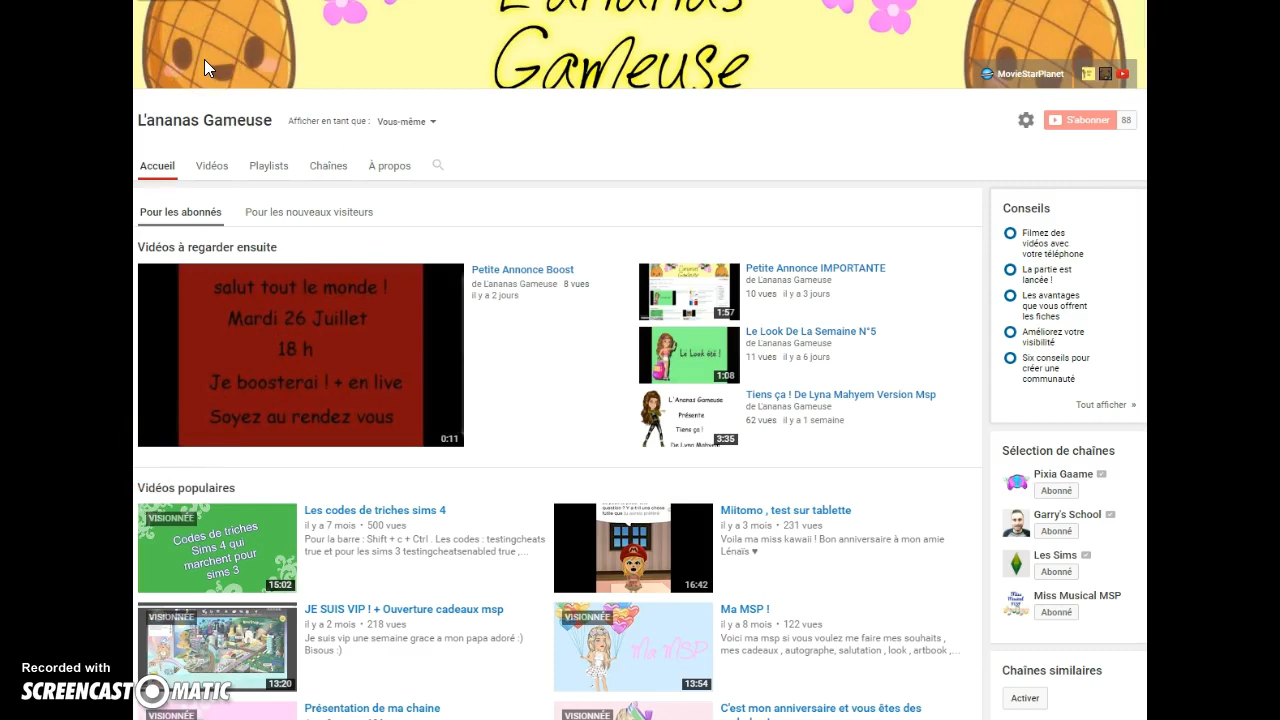 L'ananas
Gameuse
MovieStarPlanet
L'ananas Gameuse
Afficher en tant que : Vous-même
S'abonner 88
Accueil Vidéos Playlists Chaînes À propos
Pour les abonnés Pour les nouveaux visiteurs
Vidéos à regarder ensuite
salut tout le monde !
Mardi 26 Juillet
18 h
Je boosterai ! + en live
Soyez au rendez vous
0:11
Petite Annonce Boost
de L'ananas Gameuse 8 vues
il y a 2 jours
1:57
Petite Annonce IMPORTANTE
de L'ananas Gameuse
10 vues il y a 3 jours
Le Look été !
1:08
Le Look De La Semaine N°5
de L'ananas Gameuse
11 vues il y a 6 jours
L'Ananas Gameuse
Présente
Tiens ça !
De Lyna Mahyem
3:35
Tiens ça ! De Lyna Mahyem Version Msp
de L'ananas Gameuse
62 vues il y a 1 semaine
Vidéos populaires
VISIONNÉE
Codes de triches
Sims 4 qui
marchent pour
sims 3
15:02
Les codes de triches sims 4
il y a 7 mois • 500 vues
Pour la barre : Shift + c + Ctrl . Les codes : testingcheats
true et pour les sims 3 testingcheatsenabled true ,...
16:42
Miitomo , test sur tablette
il y a 3 mois • 231 vues
Voila ma miss kawaii ! Bon anniversaire à mon amie
Lénaïs ♥
VISIONNÉE
13:20
JE SUIS VIP ! + Ouverture cadeaux msp
il y a 2 mois • 218 vues
Je suis vip une semaine grace a mon papa adoré :)
Bisous :)
VISIONNÉE
Ma MSP
13:54
Ma MSP !
il y a 8 mois • 122 vues
Voici ma msp si vous voulez me faire mes souhaits ,
mes cadeaux , autographe, salutation , look , artbook ,...
VISIONNÉE
Présentation de ma chaine
VISIONNÉE
C'est mon anniversaire et vous êtes des
Conseils
Filmez des
vidéos avec
votre téléphone
La partie est
lancée !
Les avantages
que vous offrent
les fiches
Améliorez votre
visibilité
Six conseils pour
créer une
communauté
Tout afficher »
Sélection de chaînes
Pixia Gaame
Abonné
Garry's School
Abonné
Les Sims
Abonné
Miss Musical MSP
Abonné
Chaînes similaires
Activer
Recorded with
SCREENCAST MATIC